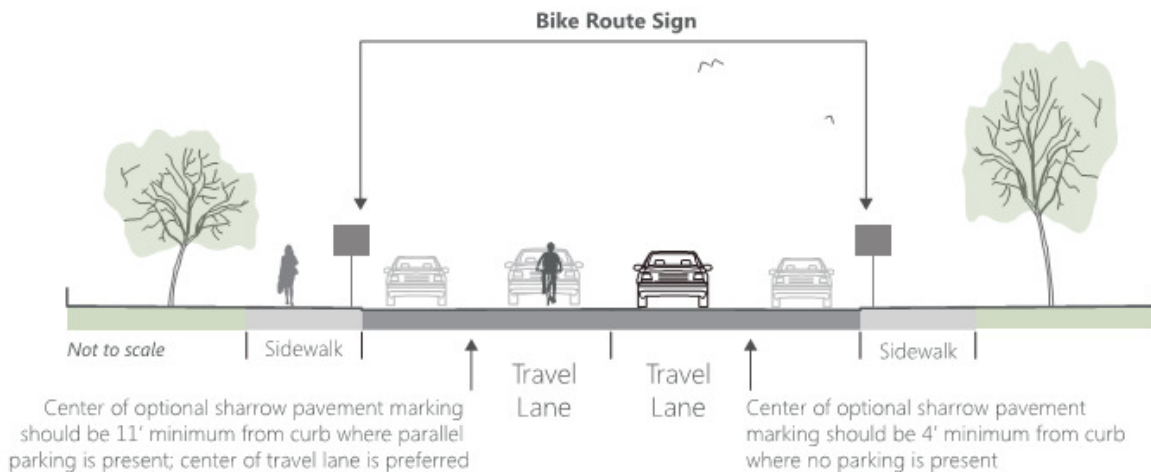 Bike Route Sign
Not to scale
Sidewalk
Travel
Lane
Travel
Lane
Sidewalk
Center of optional sharrow pavement marking
should be 11' minimum from curb where parallel
parking is present; center of travel lane is preferred
Center of optional sharrow pavement
marking should be 4' minimum from curb
where no parking is present